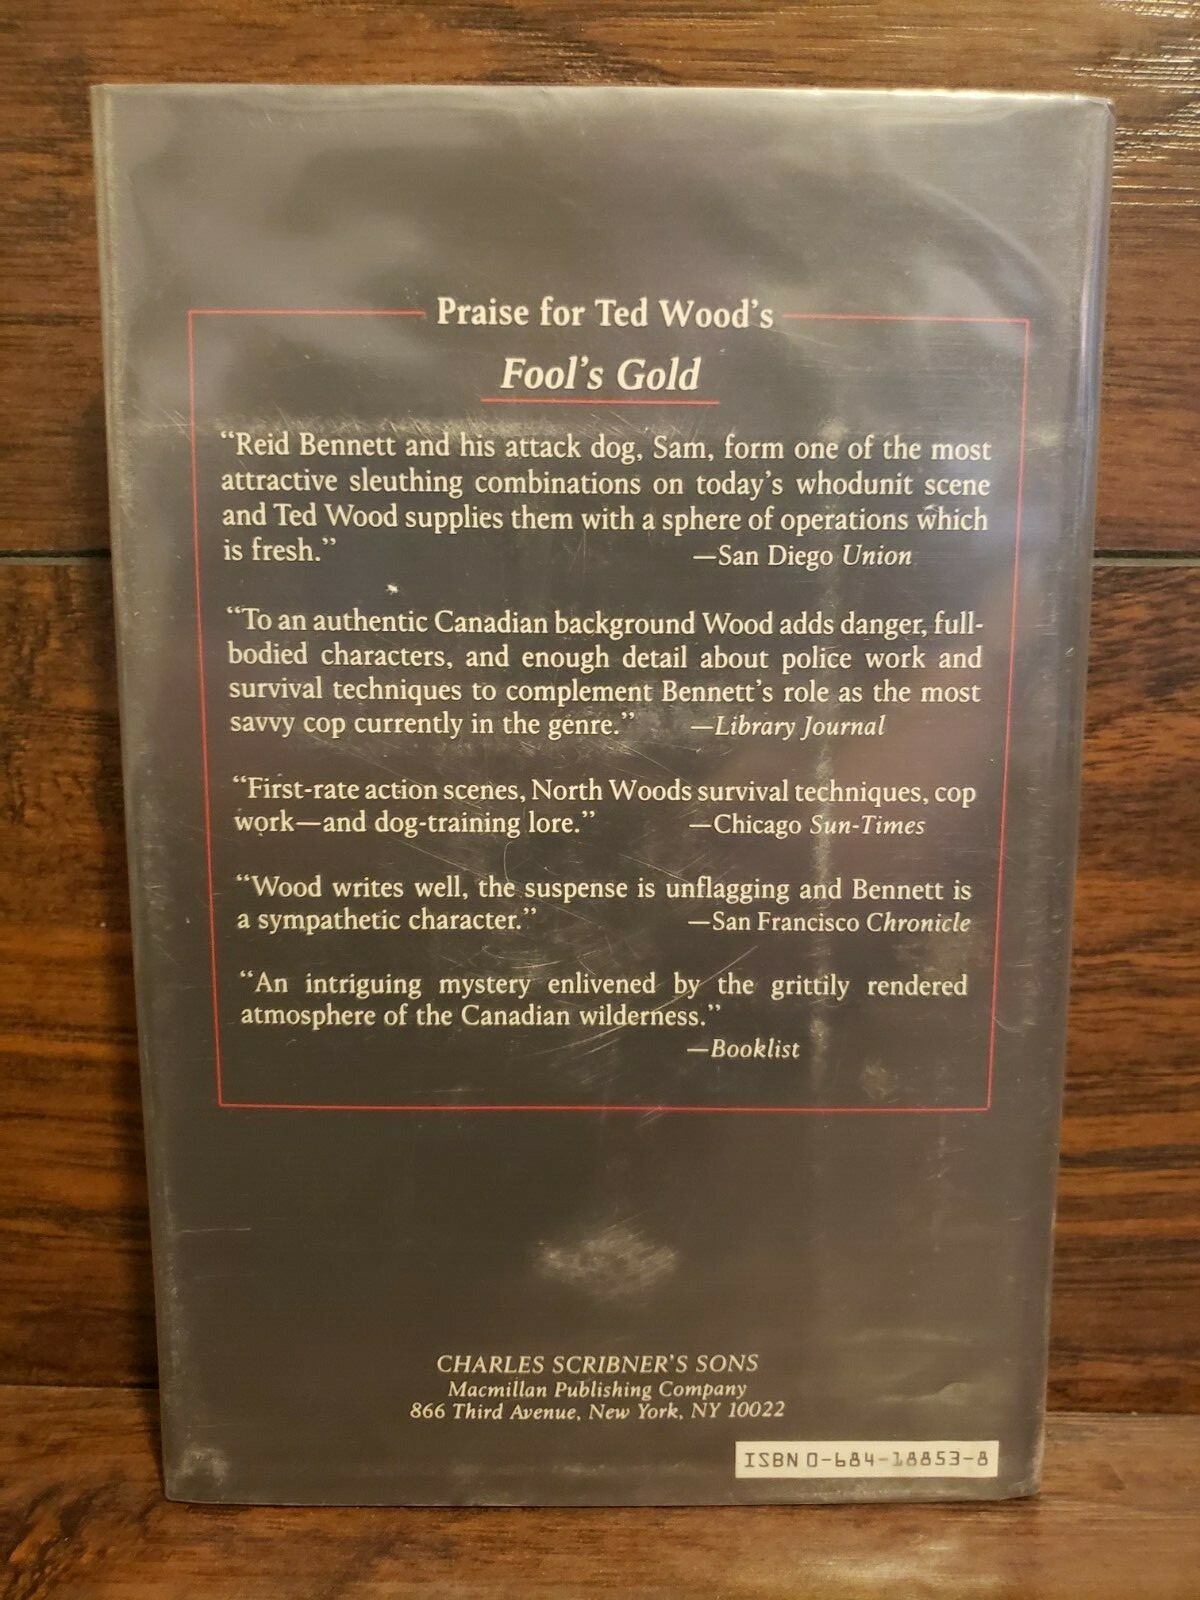 Praise for Ted Wood's
Fool's Gold
“Reid Bennett and his attack dog, Sam, form one of the most
attractive sleuthing combinations on today's whodunit scene
and Ted Wood supplies them with a sphere of operations which
is fresh.” —San Diego Union
“To an authentic Canadian background Wood adds danger, full-
bodied characters, and enough detail about police work and
survival techniques to complement Bennett's role as the most
savvy cop currently in the genre.” —Library Journal
“First-rate action scenes, North Woods survival techniques, cop
work—and dog-training lore.” —Chicago Sun-Times
“Wood writes well, the suspense is unflagging and Bennett is
a sympathetic character.” —San Francisco Chronicle
“An intriguing mystery enlivened by the grittily rendered
atmosphere of the Canadian wilderness.”
—Booklist
CHARLES SCRIBNER'S SONS
Macmillan Publishing Company
866 Third Avenue, New York, NY 10022
ISBN 0-684-18853-8